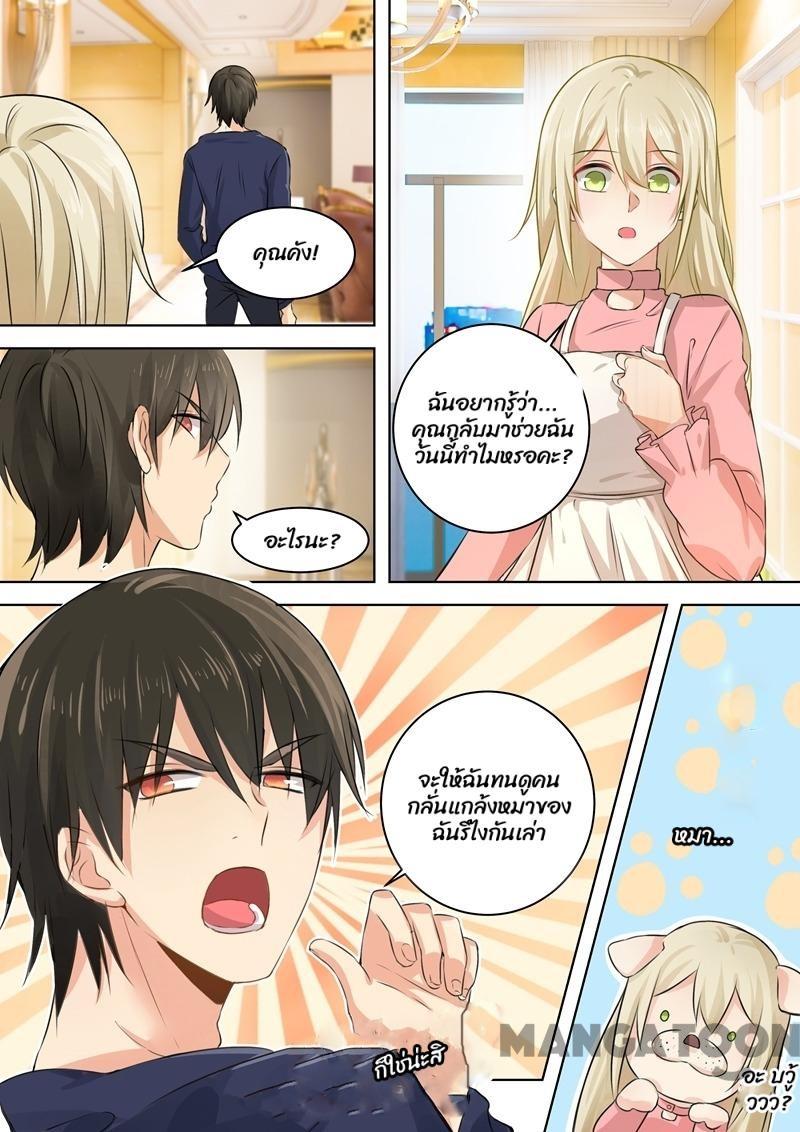 คุณคัง!
ฉันอยากรู้ว่า...
คุณกลับมาช่วยฉัน
วันนี้ทำไมหรอคะ?
อะไรนะ?
จะให้ฉันทนดูคน
กลั่นแกล้งหมาของ
ฉันรึไงกันเล่า
ก็ใช่น่ะสิ
หมา...
อะ บวู้
ววว่?
MANGATOON